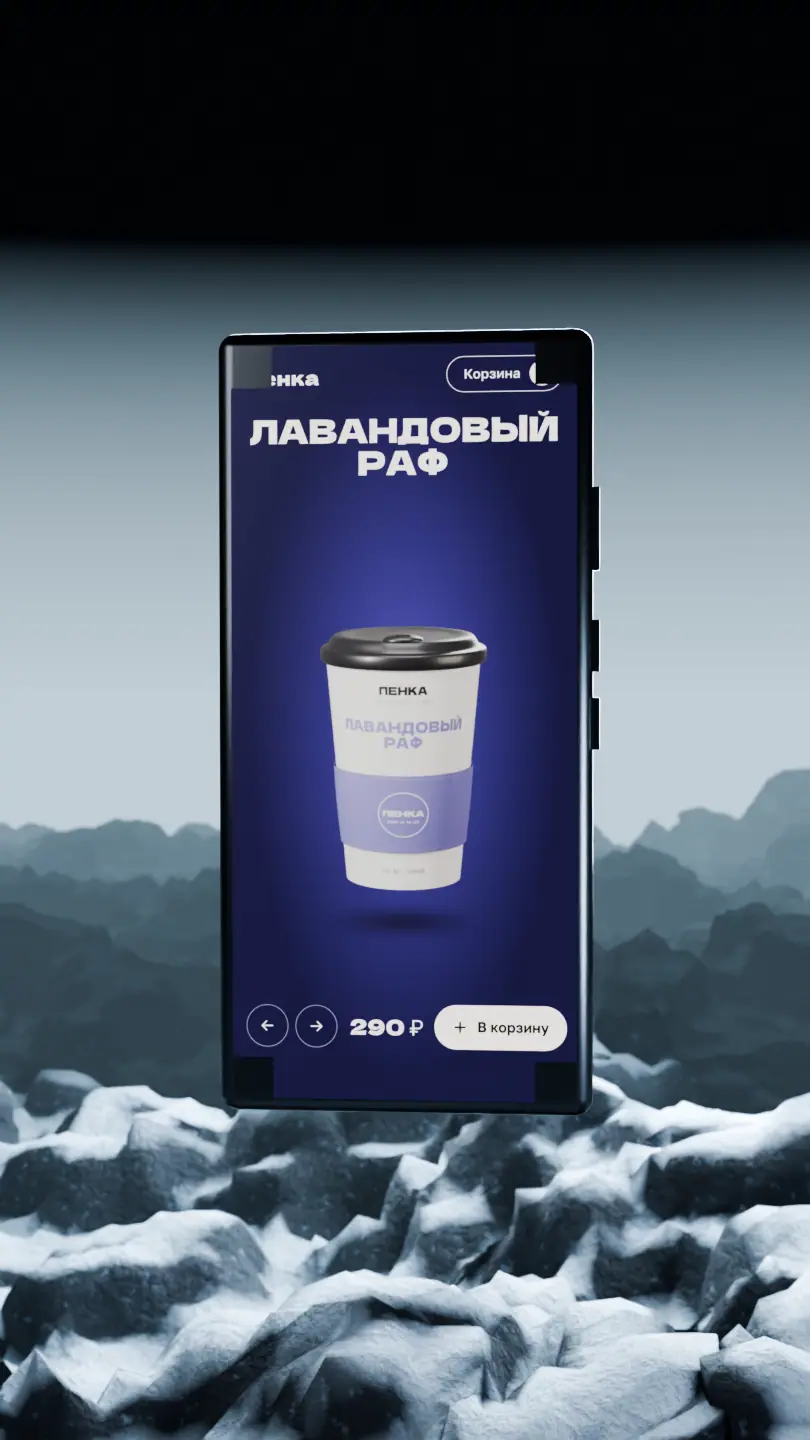 енка
Корзина
ЛАВАНДОВЫЙ
РАФ
ПЕНКА
ЛАВАНДОВЫЙ
РАФ
ПЕНКА
290 ₽
+ В корзину